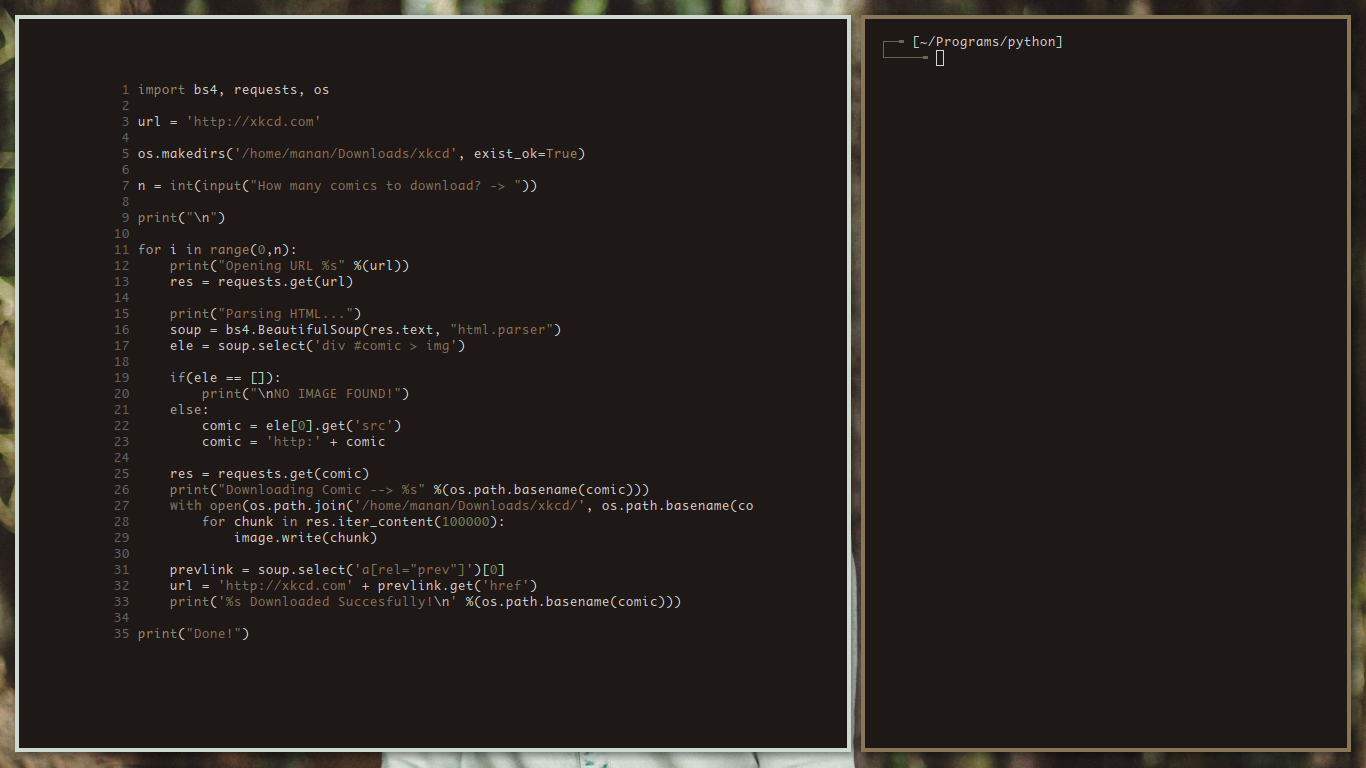 1 import bs4, requests, os
2
3 url = 'http://xkcd.com'
4
5 os.makedirs('/home/manan/Downloads/xkcd', exist_ok=True)
6
7 n = int(input("How many comics to download? -> "))
8
9 print("\n")
10
11 for i in range(0,n):
12     print("Opening URL %s" %(url))
13     res = requests.get(url)
14
15     print("Parsing HTML...")
16     soup = bs4.BeautifulSoup(res.text, "html.parser")
17     ele = soup.select('div #comic > img')
18
19     if(ele == []):
20         print("\nNO IMAGE FOUND!")
21     else:
22         comic = ele[0].get('src')
23         comic = 'http:' + comic
24
25     res = requests.get(comic)
26     print("Downloading Comic --> %s" %(os.path.basename(comic)))
27     with open(os.path.join('/home/manan/Downloads/xkcd/', os.path.basename(co
28         for chunk in res.iter_content(100000):
29             image.write(chunk)
30
31     prevlink = soup.select('a[rel="prev"]')[0]
32     url = 'http://xkcd.com' + prevlink.get('href')
33     print('%s Downloaded Succesfully!\n' %(os.path.basename(comic)))
34
35 print("Done!")
[~/Programs/python]